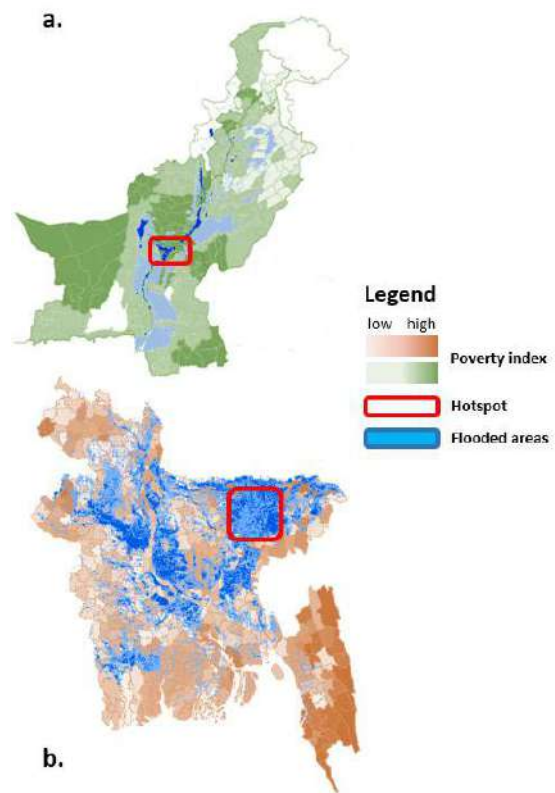 a.
Legend
low high
Poverty index
Hotspot
Flooded areas
b.